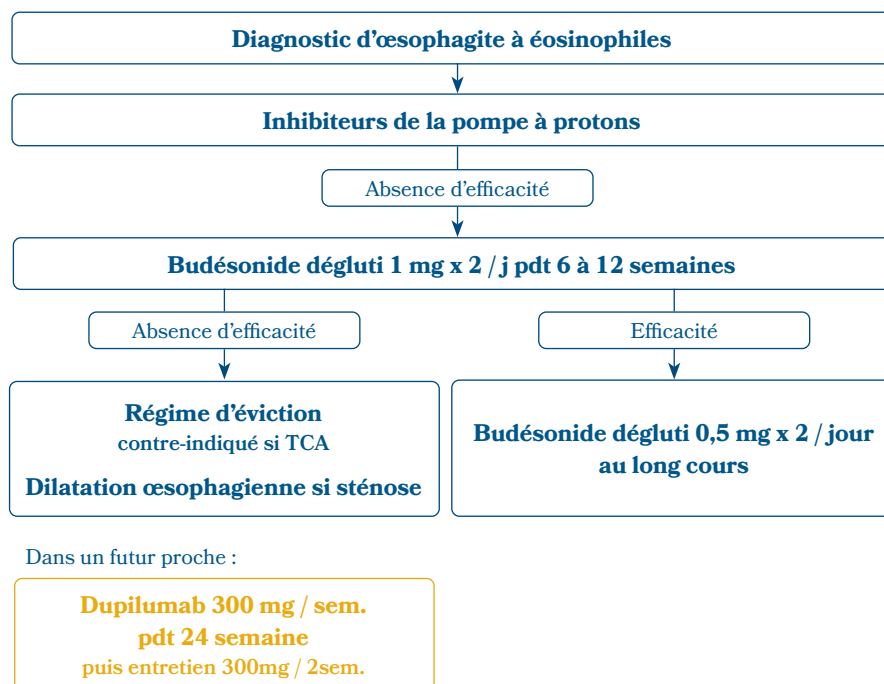 Diagnostic d'œsophagite à éosinophiles
Inhibiteurs de la pompe à protons
Absence d'efficacité
Budésonide dégluti 1 mg x 2 / j pdt 6 à 12 semaines
Absence d'efficacité
Efficacité
Régime d'éviction
contre-indiqué si TCA
Dilatation œsophagienne si sténose
Budésonide dégluti 0,5 mg x 2 / jour
au long cours
Dans un futur proche :
Dupilumab 300 mg / sem.
pdt 24 semaine
puis entretien 300mg / 2sem.